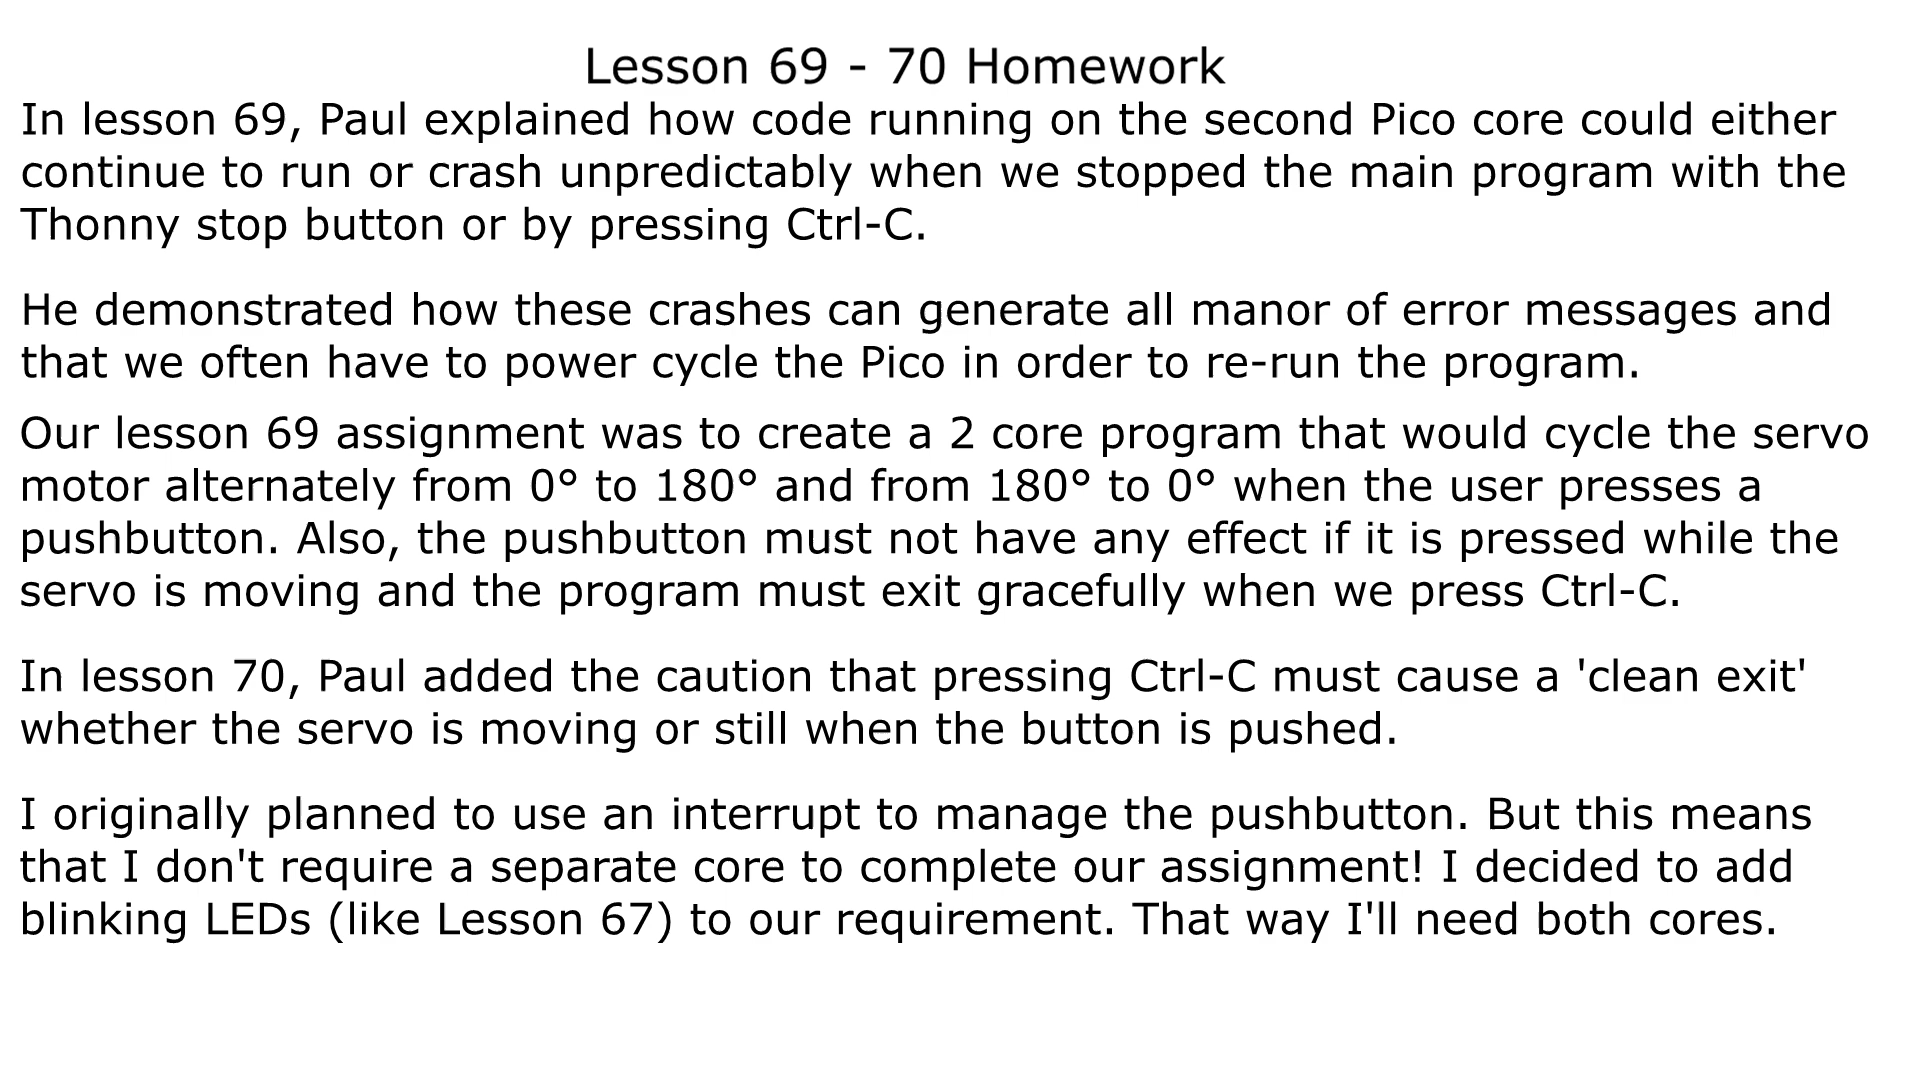 Lesson 69 - 70 Homework
In lesson 69, Paul explained how code running on the second Pico core could either
continue to run or crash unpredictably when we stopped the main program with the
Thonny stop button or by pressing Ctrl-C.
He demonstrated how these crashes can generate all manor of error messages and
that we often have to power cycle the Pico in order to re-run the program.
Our lesson 69 assignment was to create a 2 core program that would cycle the servo
motor alternately from 0° to 180° and from 180° to 0° when the user presses a
pushbutton. Also, the pushbutton must not have any effect if it is pressed while the
servo is moving and the program must exit gracefully when we press Ctrl-C.
In lesson 70, Paul added the caution that pressing Ctrl-C must cause a 'clean exit'
whether the servo is moving or still when the button is pushed.
I originally planned to use an interrupt to manage the pushbutton. But this means
that I don't require a separate core to complete our assignment! I decided to add
blinking LEDs (like Lesson 67) to our requirement. That way I'll need both cores.